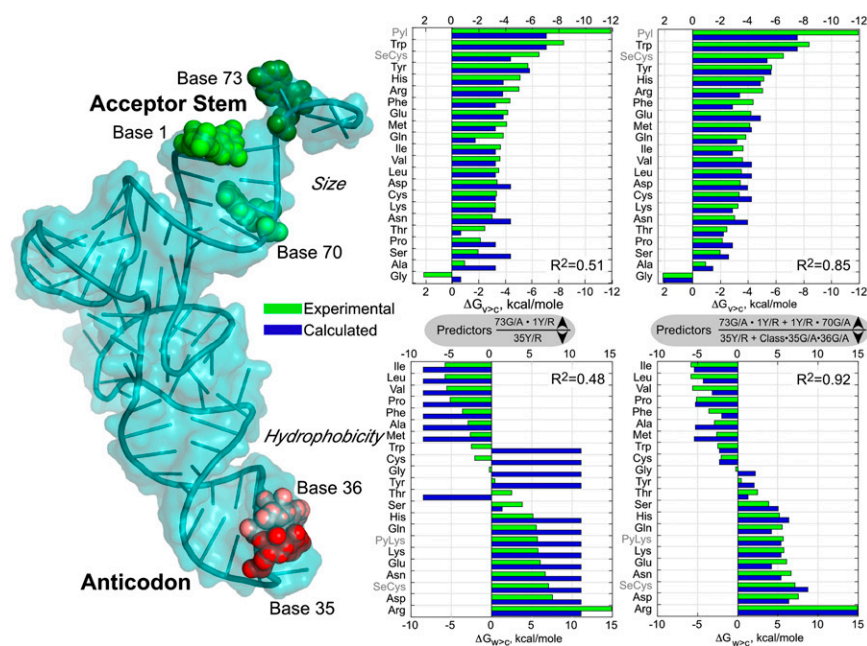 Base 73
Acceptor Stem
Base 1
Size
Base 70
Experimental
Calculated
Hydrophobicity
Base 36
Anticodon
Base 35
2 0 -2 -4 -6 -8 -10 -12
Pyl
Trp
SeCys
Tyr
His
Arg
Phe
Glu
Met
Gln
Ile
Val
Leu
Asp
Cys
Lys
Asn
Thr
Pro
Ser
Ala
Gly
R²=0.51
2 0 -2 -4 -6 -8 -10 -12
ΔGv>c, kcal/mole
2 0 -2 -4 -6 -8 -10 -12
Pyl
Trp
SeCys
Tyr
His
Arg
Phe
Glu
Met
Gln
Ile
Val
Leu
Asp
Cys
Lys
Asn
Thr
Pro
Ser
Ala
Gly
R²=0.85
2 0 -2 -4 -6 -8 -10 -12
ΔGv>c, kcal/mole
Predictors
73G/A • 1Y/R
35Y/R
Predictors
73G/A • 1Y/R + 1Y/R • 70G/A
35Y/R + Class•35G/A•36G/A
-10 -5 0 5 10 15
Ile
Leu
Val
Pro
Phe
Ala
Met
Trp
Cys
Gly
Tyr
Thr
Ser
His
Gln
PyLys
Lys
Glu
Asn
SeCys
Asp
Arg
R²=0.48
-10 -5 0 5 10 15
ΔGw>c, kcal/mole
-10 -5 0 5 10 15
Ile
Leu
Val
Pro
Phe
Ala
Met
Trp
Cys
Gly
Tyr
Thr
Ser
His
Gln
PyLys
Lys
Glu
Asn
SeCys
Asp
Arg
R²=0.92
-10 -5 0 5 10 15
ΔGw>c, kcal/mole